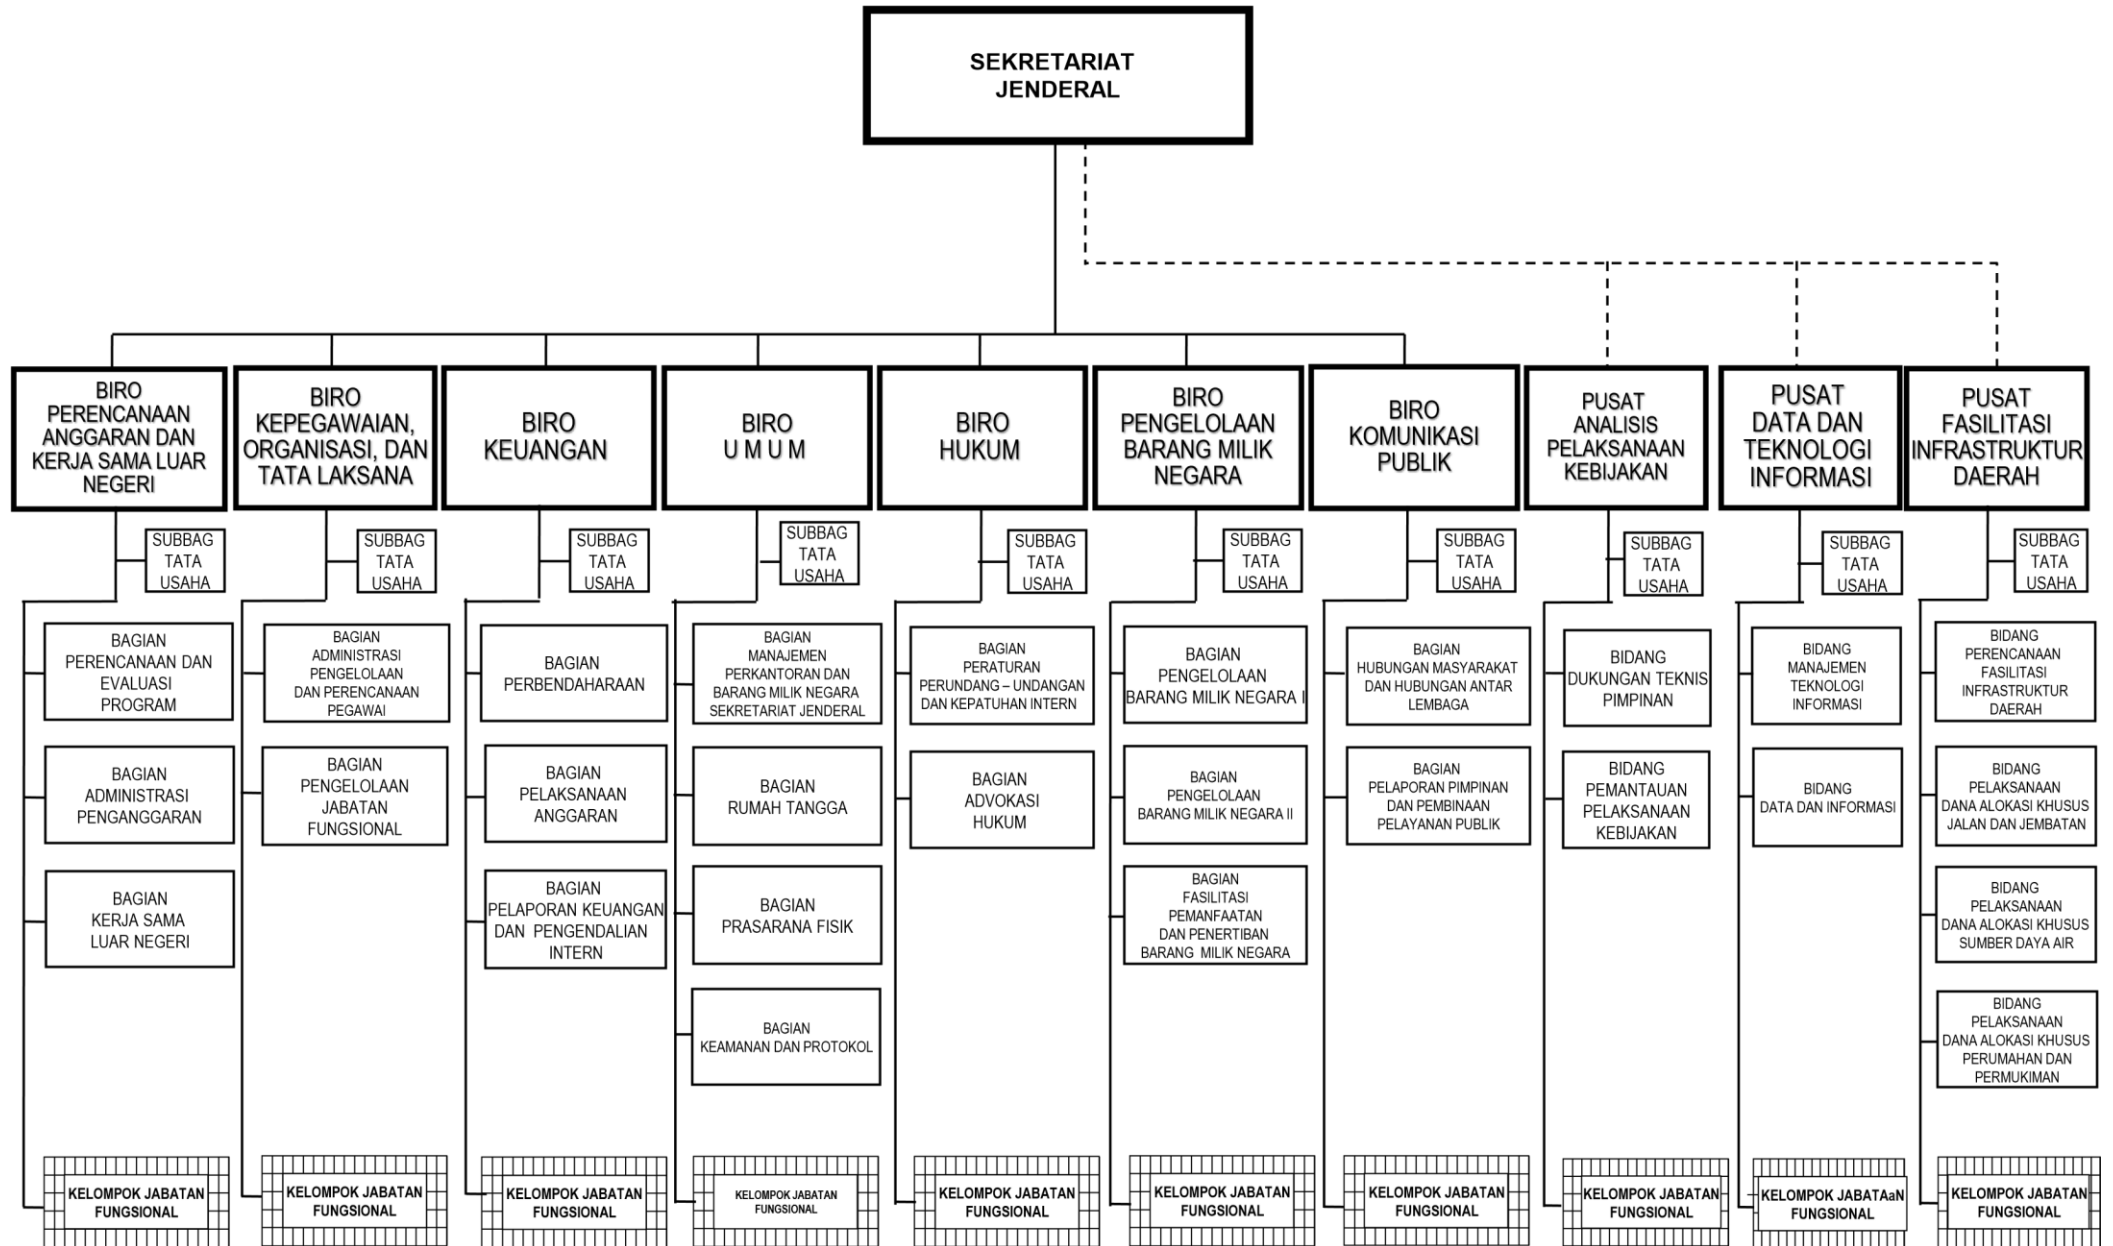 SEKRETARIAT
JENDERAL
BIRO
PERENCANAAN
ANGGARAN DAN
KERJA SAMA LUAR
NEGERI
BIRO
KEPEGAWAIAN,
ORGANISASI, DAN
TATA LAKSANA
BIRO
KEUANGAN
BIRO
U M U M
BIRO
HUKUM
BIRO
PENGELOLAAN
BARANG MILIK
NEGARA
BIRO
KOMUNIKASI
PUBLIK
PUSAT
ANALISIS
PELAKSANAAN
KEBIJAKAN
PUSAT
DATA DAN
TEKNOLOGI
INFORMASI
PUSAT
FASILITASI
INFRASTRUKTUR
DAERAH
SUBBAG
TATA
USAHA
SUBBAG
TATA
USAHA
SUBBAG
TATA
USAHA
SUBBAG
TATA
USAHA
SUBBAG
TATA
USAHA
SUBBAG
TATA
USAHA
SUBBAG
TATA
USAHA
SUBBAG
TATA
USAHA
SUBBAG
TATA
USAHA
SUBBAG
TATA
USAHA
BAGIAN
PERENCANAAN DAN
EVALUASI
PROGRAM
BAGIAN
ADMINISTRASI
PENGELOLAAN
DAN PERENCANAAN
PEGAWAI
BAGIAN
PERBENDAHARAAN
BAGIAN
MANAJEMEN
PERKANTORAN DAN
BARANG MILIK NEGARA
SEKRETARIAT JENDERAL
BAGIAN
PERATURAN
PERUNDANG – UNDANGAN
DAN KEPATUHAN INTERN
BAGIAN
PENGELOLAAN
BARANG MILIK NEGARA I
BAGIAN
HUBUNGAN MASYARAKAT
DAN HUBUNGAN ANTAR
LEMBAGA
BIDANG
DUKUNGAN TEKNIS
PIMPINAN
BIDANG
MANAJEMEN
TEKNOLOGI
INFORMASI
BIDANG
PERENCANAAN
FASILITASI
INFRASTRUKTUR
DAERAH
BAGIAN
ADMINISTRASI
PENGANGGARAN
BAGIAN
PENGELOLAAN
JABATAN
FUNGSIONAL
BAGIAN
PELAKSANAAN
ANGGARAN
BAGIAN
RUMAH TANGGA
BAGIAN
ADVOKASI
HUKUM
BAGIAN
PENGELOLAAN
BARANG MILIK NEGARA II
BAGIAN
PELAPORAN PIMPINAN
DAN PEMBINAAN
PELAYANAN PUBLIK
BIDANG
PEMANTAUAN
PELAKSANAAN
KEBIJAKAN
BIDANG
DATA DAN INFORMASI
BIDANG
PELAKSANAAN
DANA ALOKASI KHUSUS
JALAN DAN JEMBATAN
BAGIAN
KERJA SAMA
LUAR NEGERI
BAGIAN
PELAPORAN KEUANGAN
DAN PENGENDALIAN
INTERN
BAGIAN
PRASARANA FISIK
BAGIAN
FASILITASI
PEMANFAATAN
DAN PENERTIBAN
BARANG MILIK NEGARA
BIDANG
PELAKSANAAN
DANA ALOKASI KHUSUS
SUMBER DAYA AIR
BAGIAN
KEAMANAN DAN PROTOKOL
BIDANG
PELAKSANAAN
DANA ALOKASI KHUSUS
PERUMAHAN DAN
PERMUKIMAN
KELOMPOK JABATAN
FUNGSIONAL
KELOMPOK JABATAN
FUNGSIONAL
KELOMPOK JABATAN
FUNGSIONAL
KELOMPOK JABATAN
FUNGSIONAL
KELOMPOK JABATAN
FUNGSIONAL
KELOMPOK JABATAN
FUNGSIONAL
KELOMPOK JABATAN
FUNGSIONAL
KELOMPOK JABATAN
FUNGSIONAL
KELOMPOK JABATAaN
FUNGSIONAL
KELOMPOK JABATAN
FUNGSIONAL